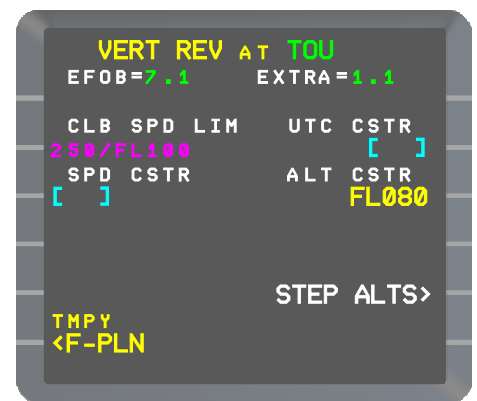 VERT REV AT TOU
EFOB=7.1 EXTRA=1.1
CLB SPD LIM UTC CSTR
250/FL100 [ ]
SPD CSTR ALT CSTR
[ ] FL080
STEP ALTS>
TMPY
<F-PLN